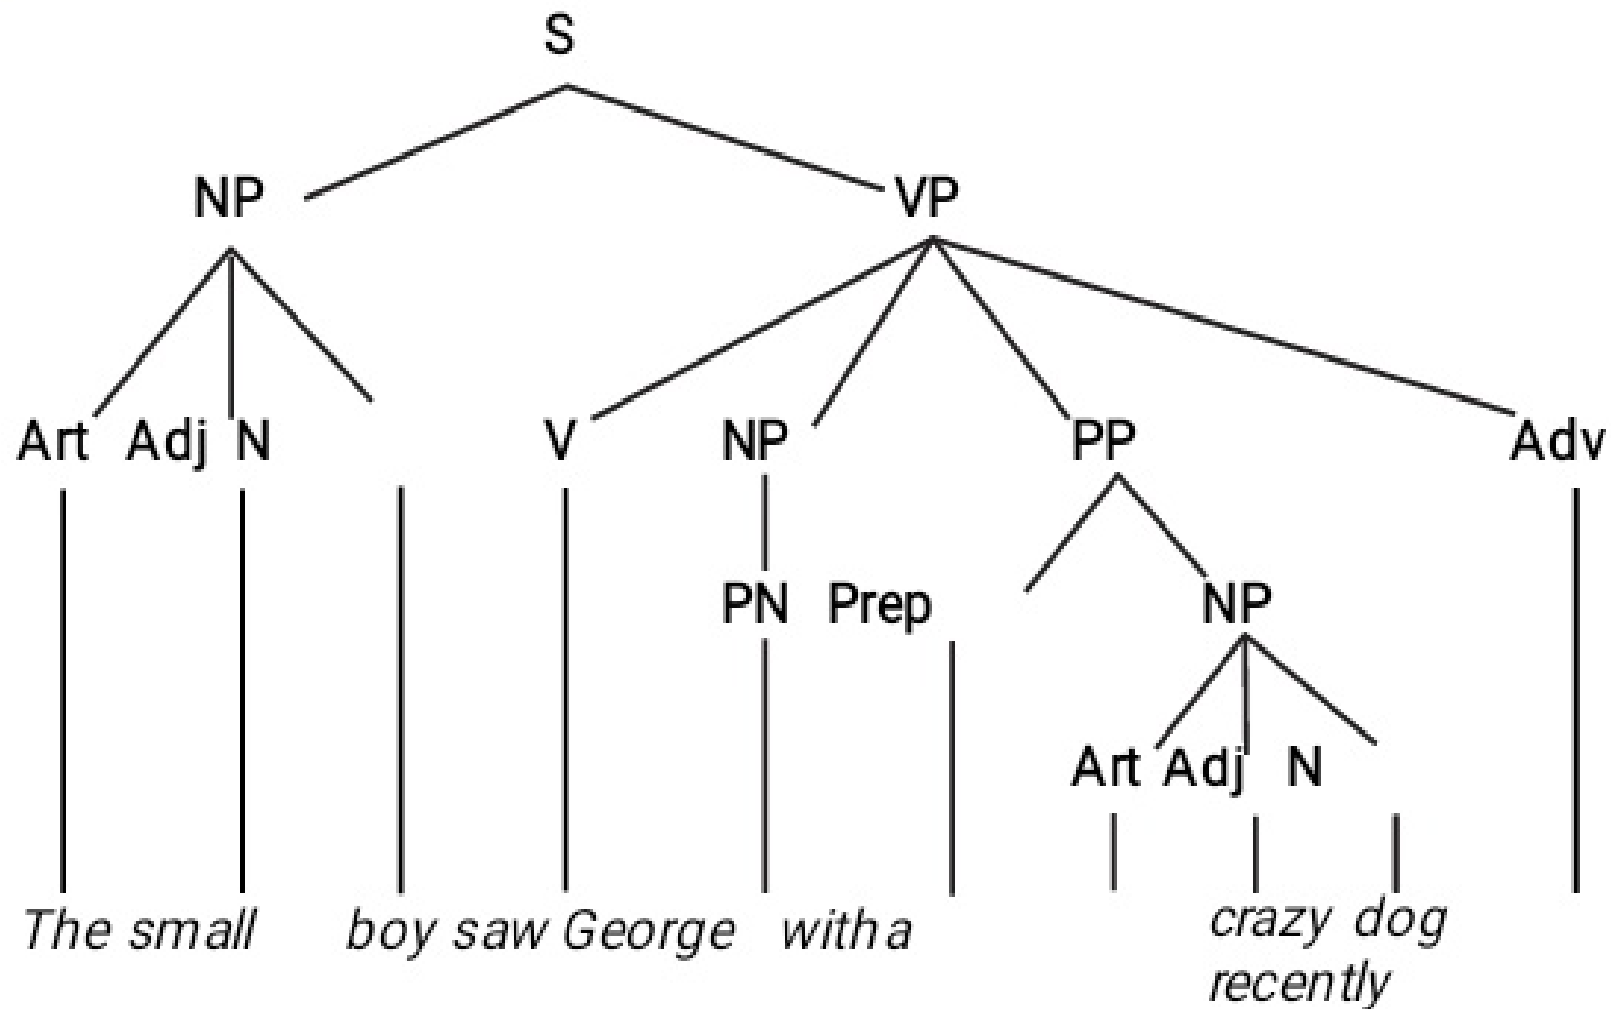 S
NP VP
Art Adj N V NP PP Adv
PN Prep NP
Art Adj N
The small boy saw George with a crazy dog
recently